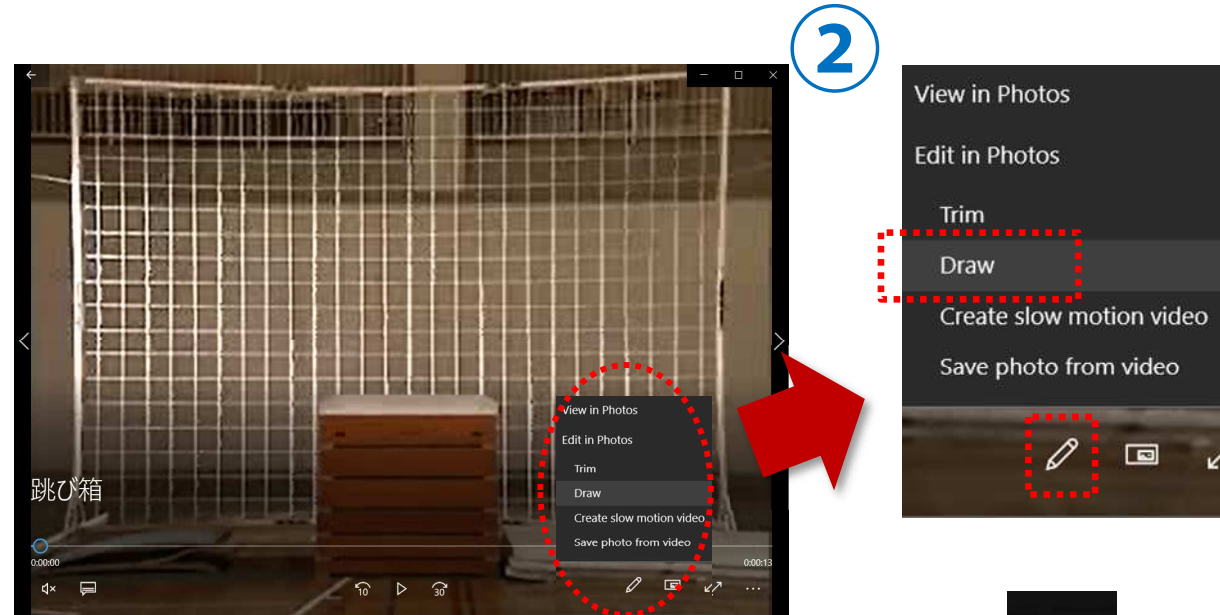 2
View in Photos
Edit in Photos
Trim
Draw
Create slow motion video
Save photo from video
跳び箱
0:00:00
0:00:13
10
30
View in Photos
Edit in Photos
Trim
Draw
Create slow motion video
Save photo from video